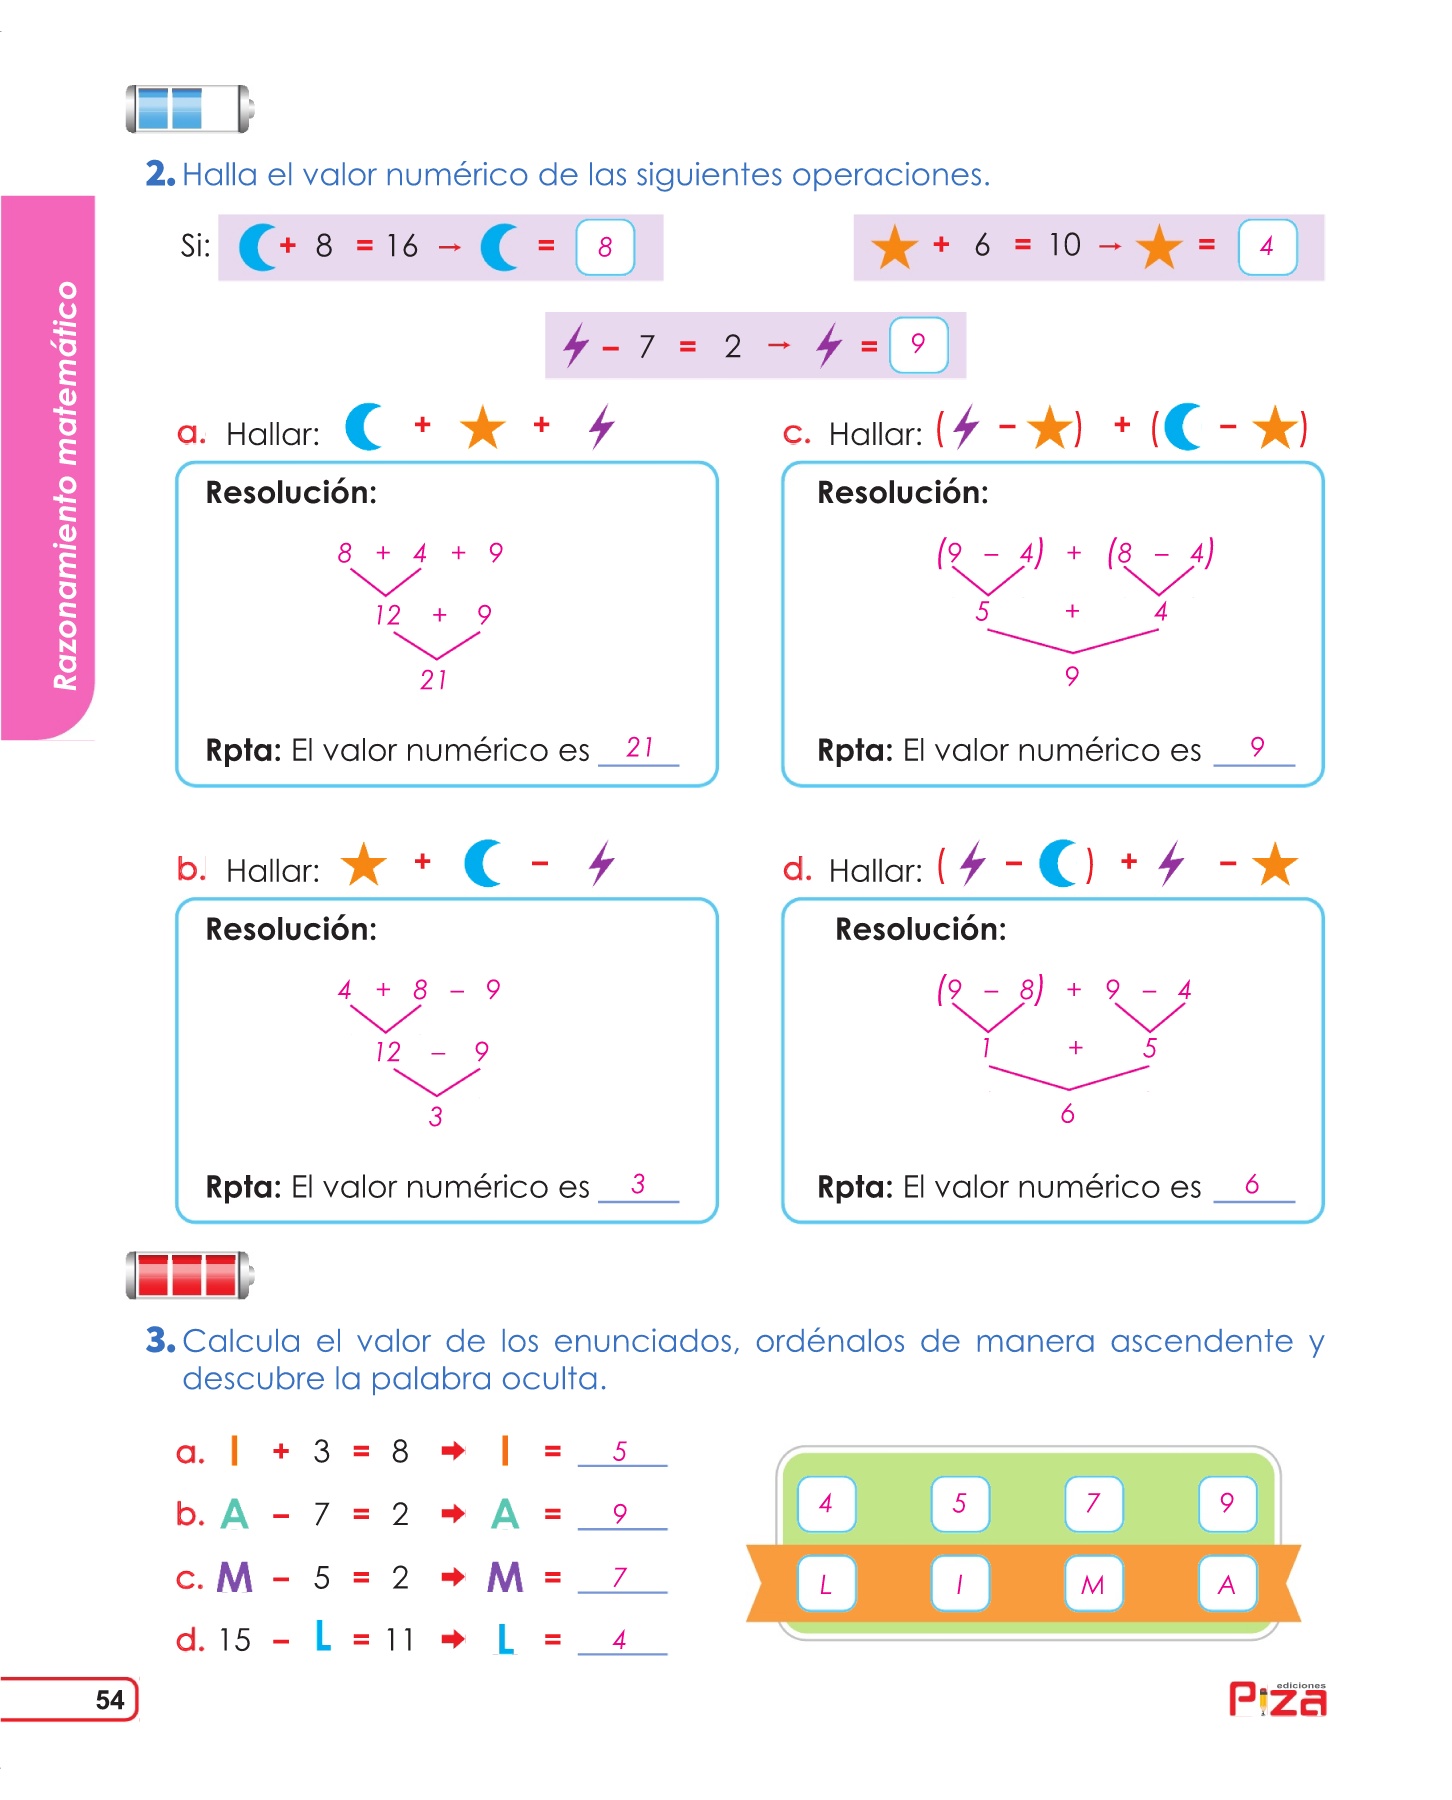 2. Halla el valor numérico de las siguientes operaciones.
Si: + 8 = 16 → = 8
+ 6 = 10 → = 4
– 7 = 2 → = 9
a. Hallar: + +
Resolución:
8 + 4 + 9
12 + 9
21
Rpta: El valor numérico es 21
c. Hallar: ( – ) + ( – )
Resolución:
(9 – 4) + (8 – 4)
5 + 4
9
Rpta: El valor numérico es 9
b. Hallar: + –
Resolución:
4 + 8 – 9
12 – 9
3
Rpta: El valor numérico es 3
d. Hallar: ( – ) + –
Resolución:
(9 – 8) + 9 – 4
1 + 5
6
Rpta: El valor numérico es 6
3. Calcula el valor de los enunciados, ordénalos de manera ascendente y
descubre la palabra oculta.
a. I + 3 = 8 → I = 5
b. A – 7 = 2 → A = 9
c. M – 5 = 2 → M = 7
d. 15 – L = 11 → L = 4
4 5 7 9
L I M A
Razonamiento matemático
54
ediciones
Piza